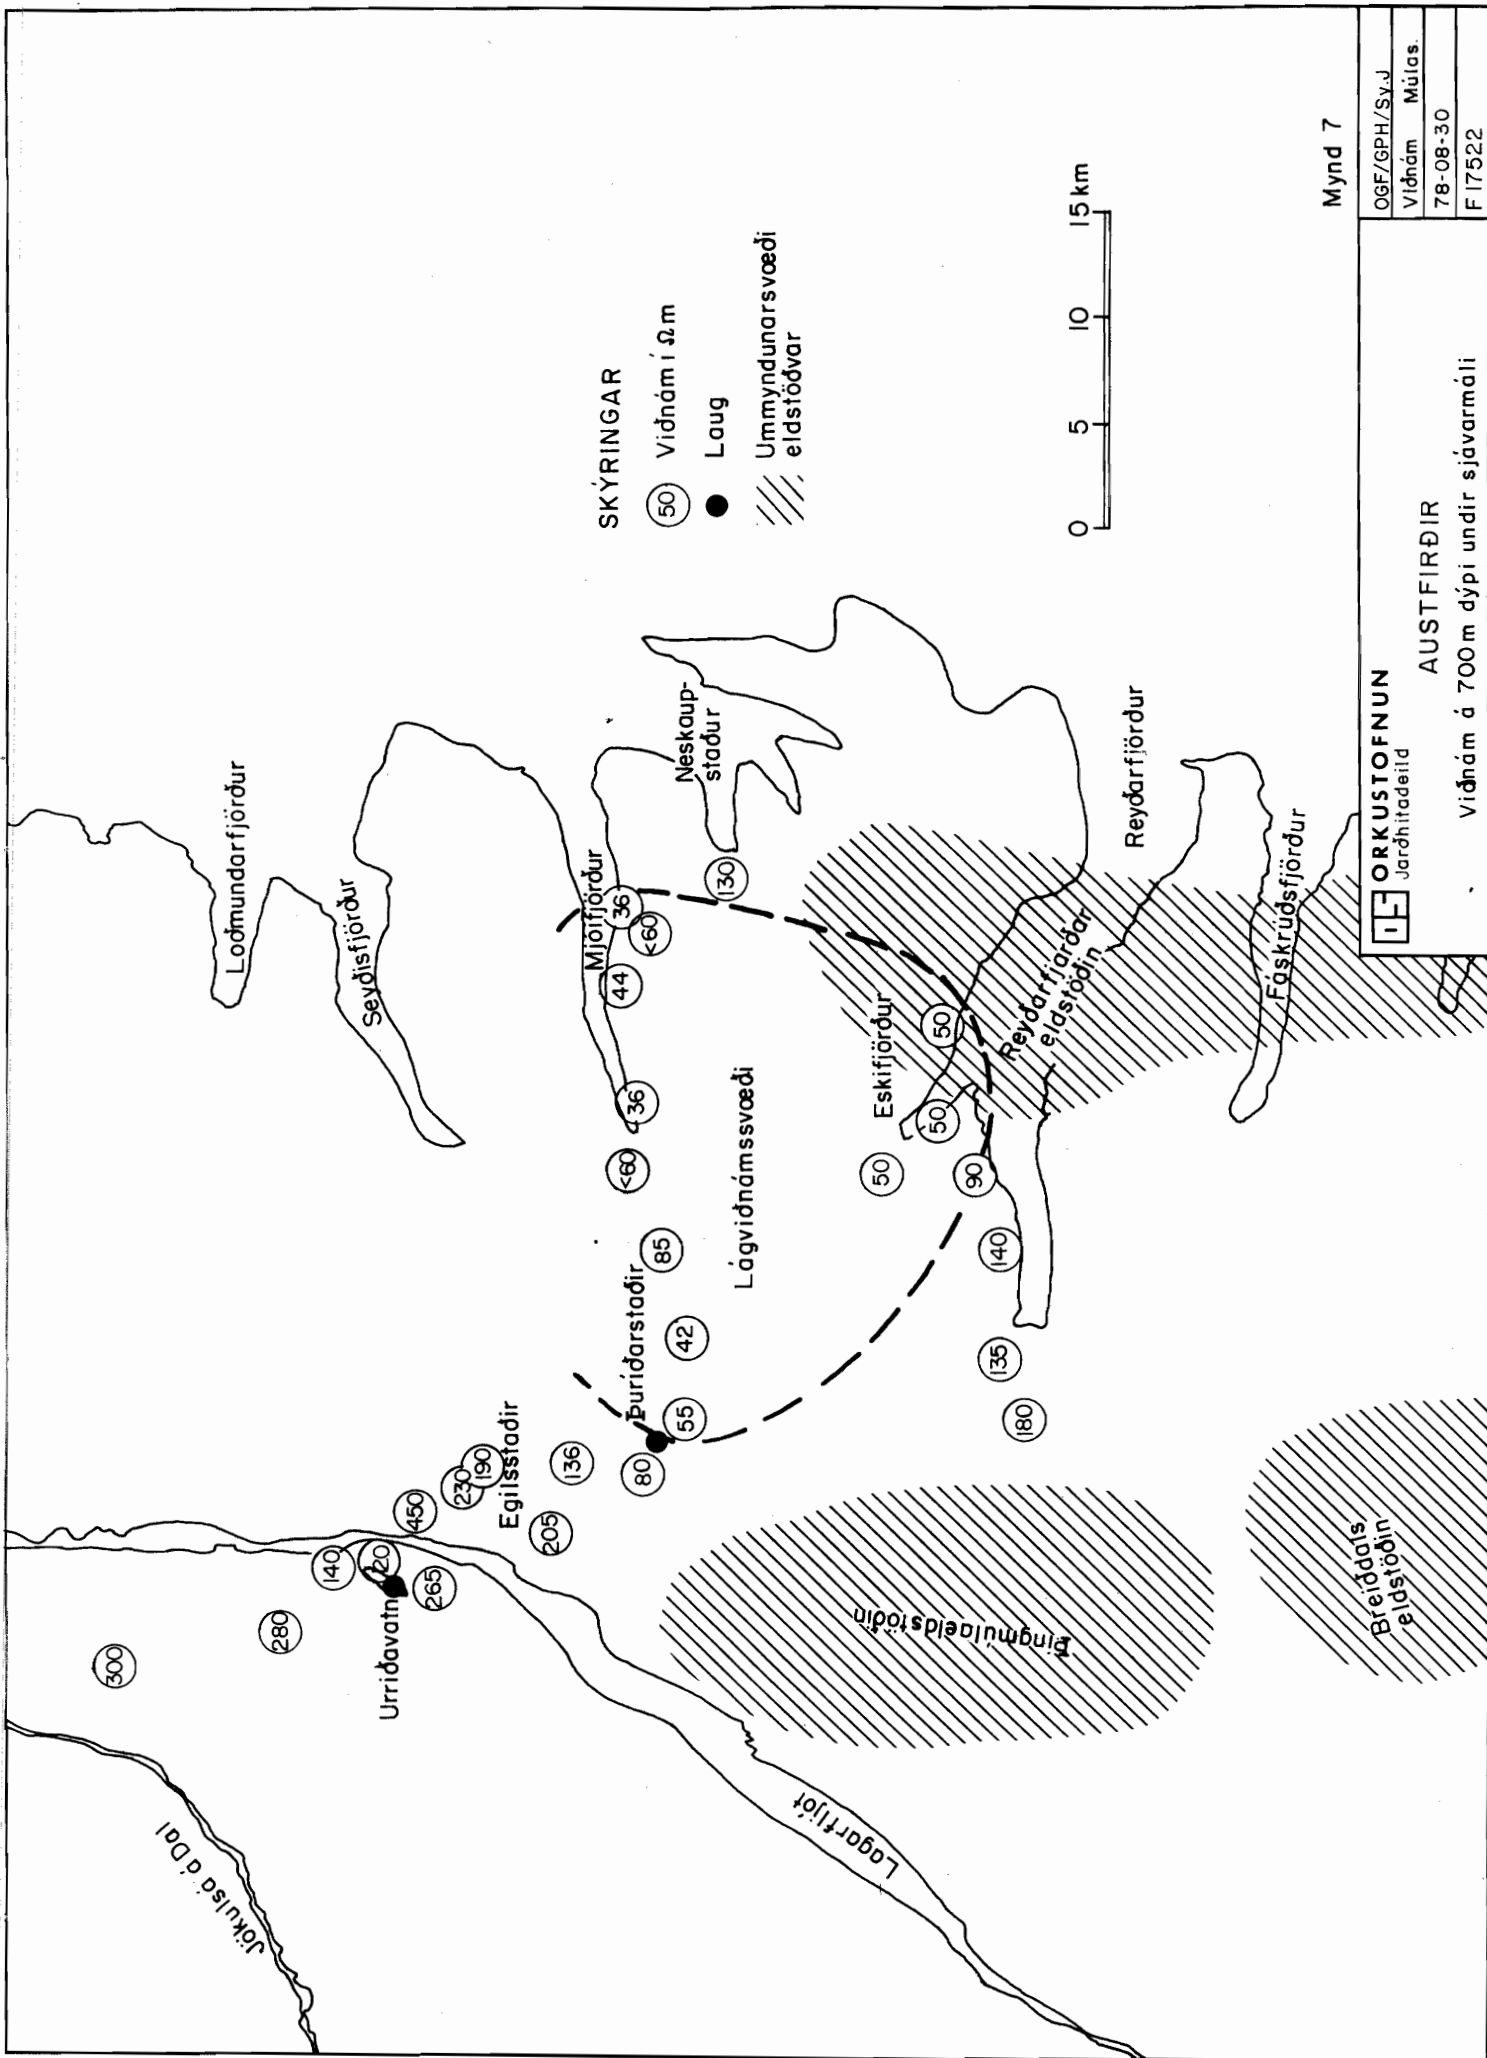 Loðmundarfjörður
Seyðisfjörður
Mjóifjörður
Neskaup-
staður
Jökulsá á Dal
300
280
140
20
Urriðavatn
265
450
230
190
Egilsstaðir
205
136
80
Þuríðarstaðir
55
42
85
<60
36
44
<60
36
130
Lágviðnámssvæði
Eskifjörður
50
50
50
90
140
135
180
Reyðarfjarðar
eldstöðin
Reyðarfjörður
Fáskrúðsfjörður
Lagarfljót
Þingmúlaeldstöðin
Breiðdals
eldstöðin
SKÝRINGAR
50 Viðnám í Ωm
Laug
Ummyndunarsvæði
eldstöðvar
0 5 10 15 km
Mynd 7
ORKUSTOFNUN
Jarðhitadeild
OGF/GPH/Sy.J
Viðnám Múlas.
78-08-30
F 17522
AUSTFIRÐIR
Viðnám á 700m dýpi undir sjávarmáli